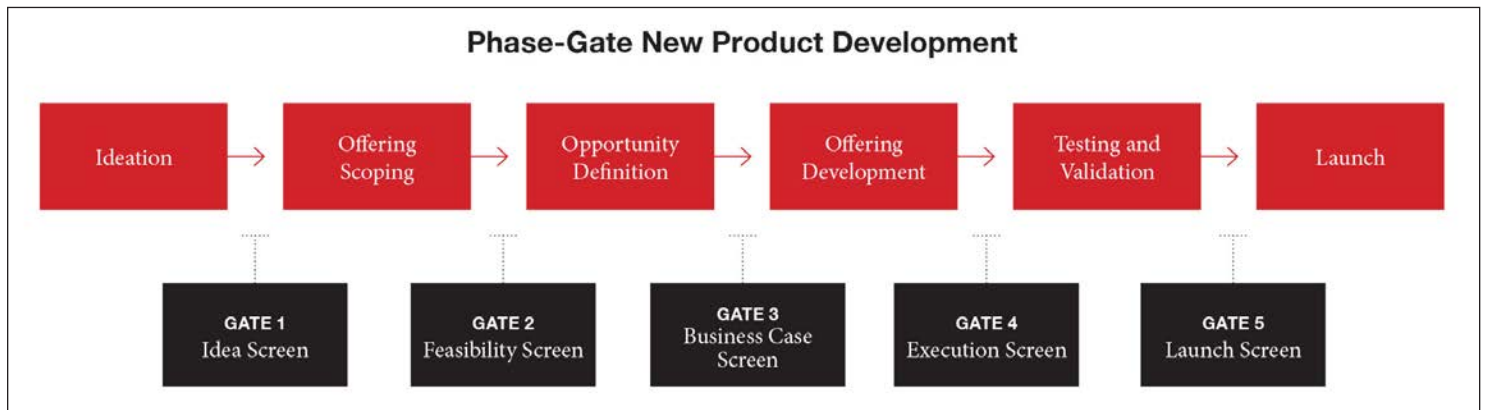 Phase-Gate New Product Development
Ideation
Offering
Scoping
Opportunity
Definition
Offering
Development
Testing and
Validation
Launch
GATE 1
Idea Screen
GATE 2
Feasibility Screen
GATE 3
Business Case
Screen
GATE 4
Execution Screen
GATE 5
Launch Screen